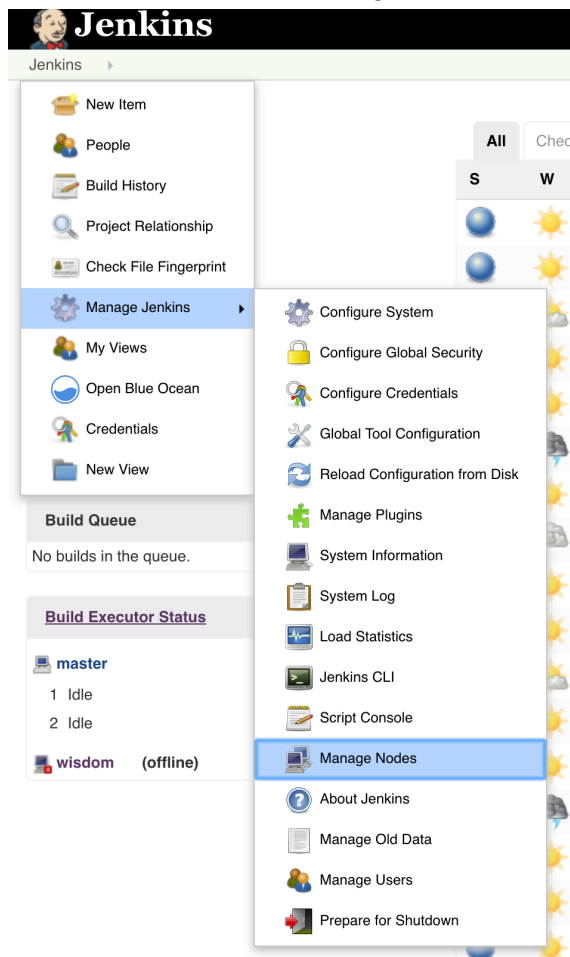 Jenkins
Jenkins
New Item
People
Build History
Project Relationship
Check File Fingerprint
Manage Jenkins
My Views
Open Blue Ocean
Credentials
New View
All
S W
Configure System
Configure Global Security
Configure Credentials
Global Tool Configuration
Reload Configuration from Disk
Manage Plugins
System Information
System Log
Load Statistics
Jenkins CLI
Script Console
Manage Nodes
About Jenkins
Manage Old Data
Manage Users
Prepare for Shutdown
Build Queue
No builds in the queue.
Build Executor Status
master
1 Idle
2 Idle
wisdom (offline)